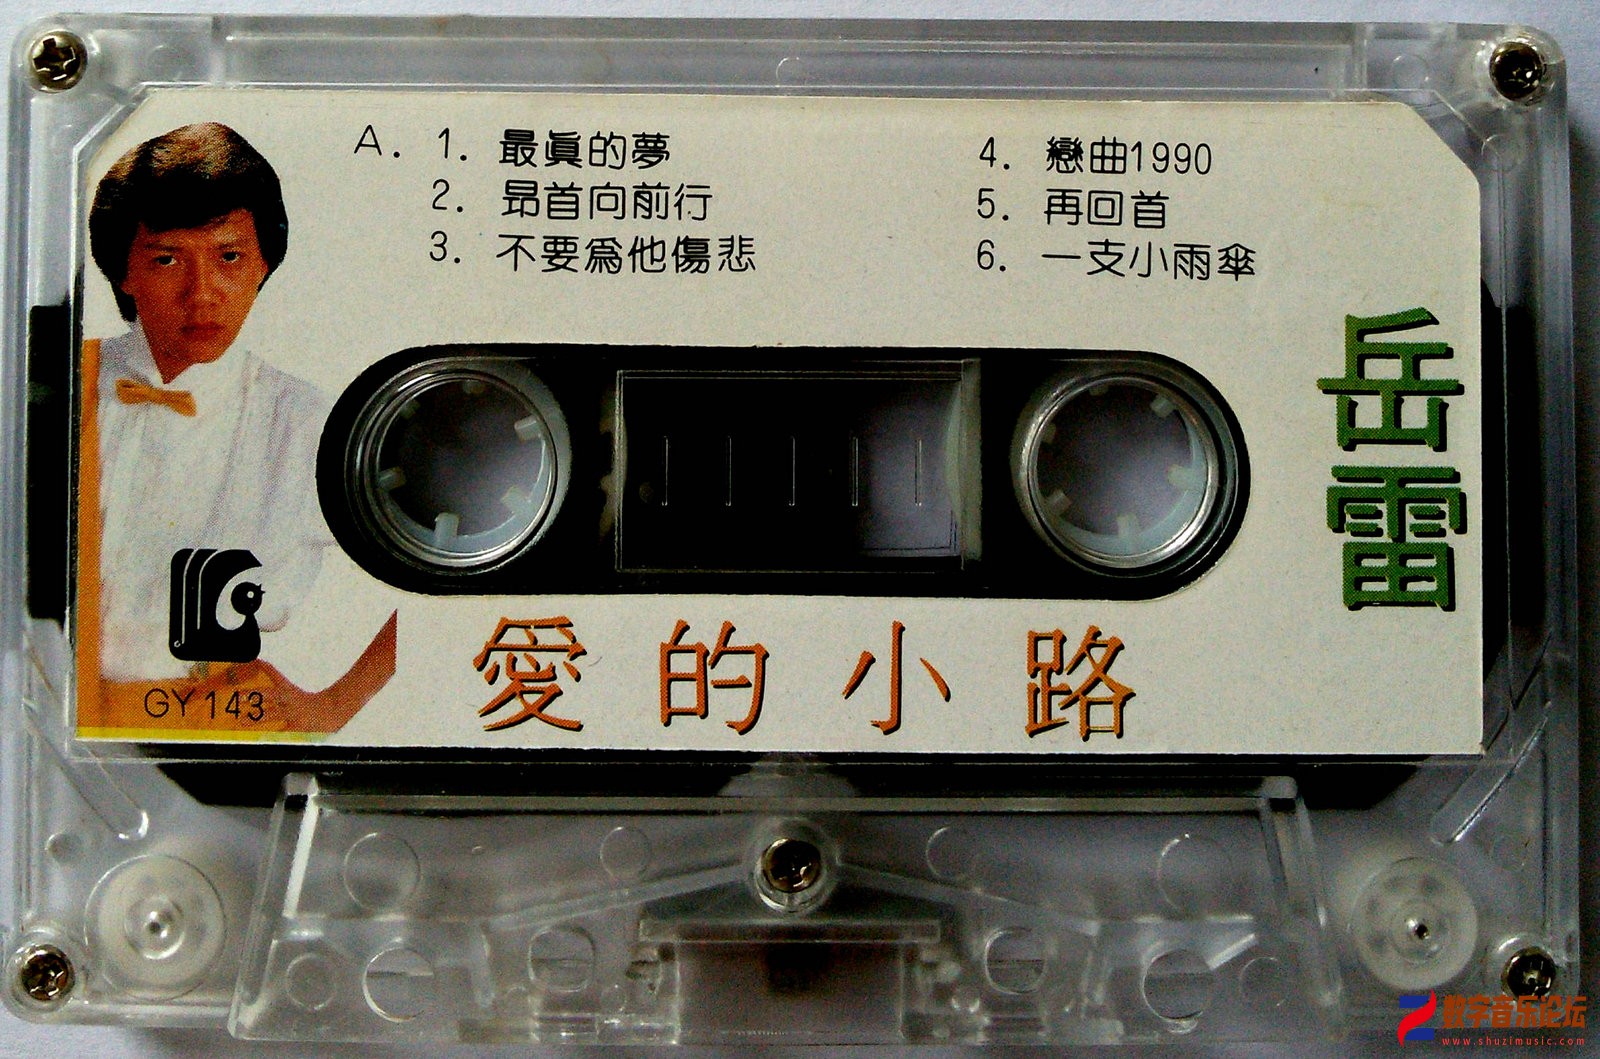 A. 1. 最眞的夢
2. 昂首向前行
3. 不要爲他傷悲
4. 戀曲1990
5. 再回首
6. 一支小雨傘
岳雷
愛的小路
GY 143
数字音乐论坛
www.shuzimusic.com